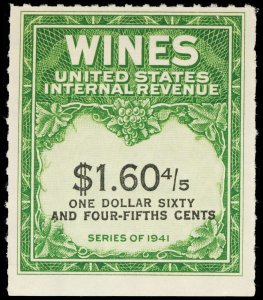 WINES
UNITED STATES
INTERNAL REVENUE
$1.60 4/5
ONE DOLLAR SIXTY
AND FOUR-FIFTHS CENTS
SERIES OF 1941